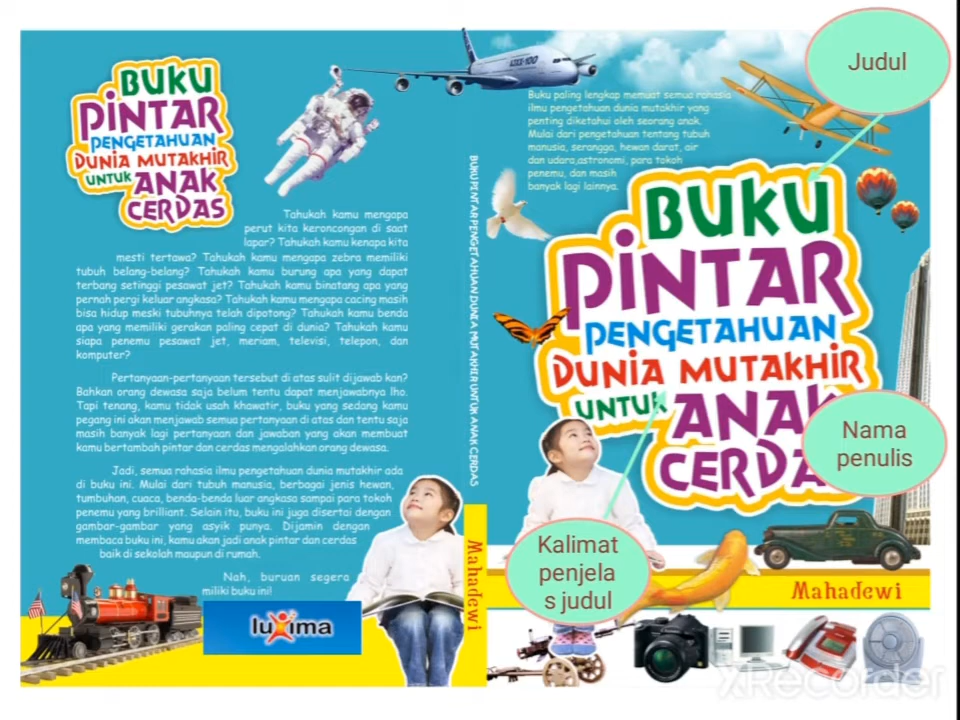 BUKU
PINTAR
PENGETAHUAN
DUNIA MUTAKHIR
UNTUK ANAK
CERDAS
Tahukah kamu mengapa
perut kita keroncongan di saat
lapar? Tahukah kamu kenapa kita
mesti tertawa? Tahukah kamu mengapa zebra memiliki
tubuh belang-belang? Tahukah kamu burung apa yang dapat
terbang setinggi pesawat jet? Tahukah kamu binatang apa yang
pernah pergi keluar angkasa? Tahukah kamu mengapa cacing masih
bisa hidup meski tubuhnya telah dipotong? Tahukah kamu benda
apa yang memiliki gerakan paling cepat di dunia? Tahukah kamu
siapa penemu pesawat jet, meriam, televisi, telepon, dan
komputer?
Pertanyaan-pertanyaan tersebut di atas sulit dijawab kan?
Bahkan orang dewasa saja belum tentu dapat menjawabnya lho.
Tapi tenang, kamu tidak usah khawatir, buku yang sedang kamu
pegang ini akan menjawab semua pertanyaan di atas dan tentu saja
masih banyak lagi pertanyaan dan jawaban yang akan membuat
kamu bertambah pintar dan cerdas mengalahkan orang dewasa.
Jadi, semua rahasia ilmu pengetahuan dunia mutakhir ada
di buku ini. Mulai dari tubuh manusia, berbagai jenis hewan,
tumbuhan, cuaca, benda-benda luar angkasa sampai para tokoh
penemu yang brilliant. Selain itu, buku ini juga disertai dengan
gambar-gambar yang asyik punya. Dijamin dengan
membaca buku ini, kamu akan jadi anak pintar dan cerdas
baik di sekolah maupun di rumah.
Nah, buruan segera
miliki buku ini!
luxima
BUKU PINTAR PENGETAHUAN DUNIA MUTAKHIR UNTUK ANAK CERDAS
Mahadewi
Buku paling lengkap memuat semua rahasia
ilmu pengetahuan dunia mutakhir yang
penting diketahui oleh seorang anak.
Mulai dari pengetahuan tentang tubuh
manusia, serangga, hewan darat, air
dan udara,astronomi, para tokoh
penemu, dan masih
banyak lagi lainnya.
Judul
BUKU
PINTAR
PENGETAHUAN
DUNIA MUTAKHIR
UNTUK ANAK
CERDAS
Nama
penulis
Kalimat
penjela
s judul
Mahadewi
XRecorder